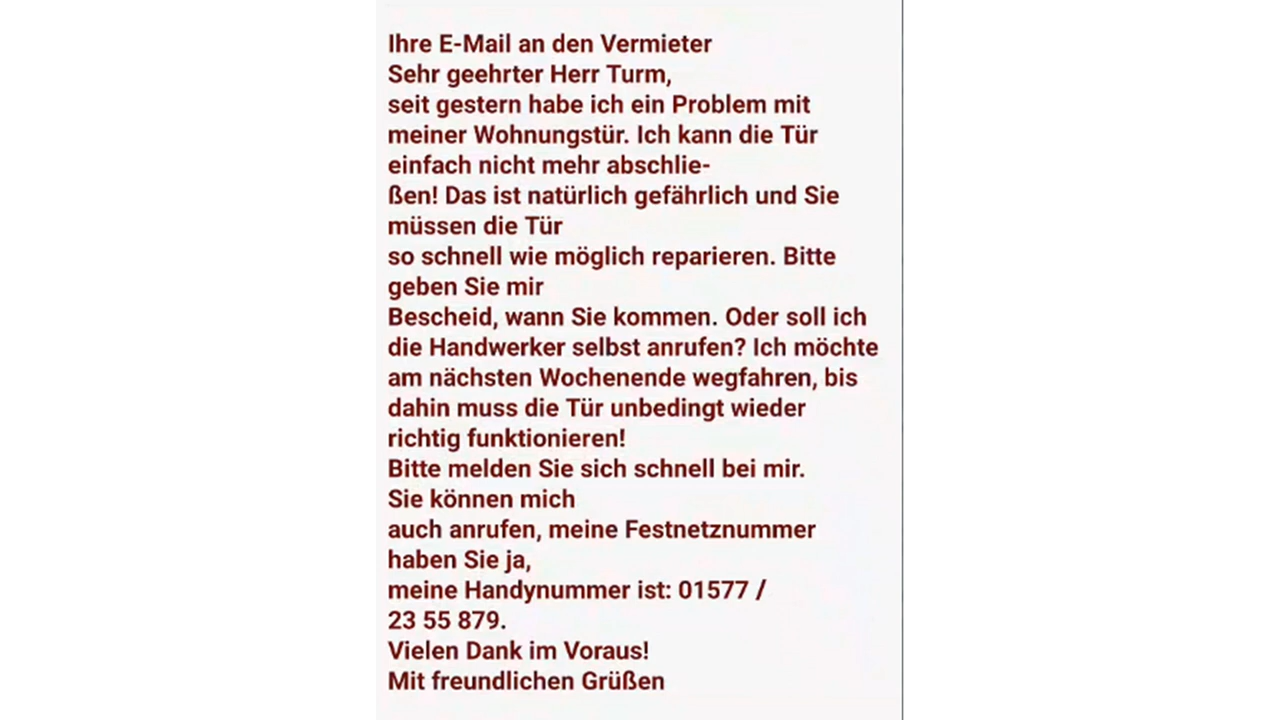 Ihre E-Mail an den Vermieter
Sehr geehrter Herr Turm,
seit gestern habe ich ein Problem mit
meiner Wohnungstür. Ich kann die Tür
einfach nicht mehr abschlie-
ßen! Das ist natürlich gefährlich und Sie
müssen die Tür
so schnell wie möglich reparieren. Bitte
geben Sie mir
Bescheid, wann Sie kommen. Oder soll ich
die Handwerker selbst anrufen? Ich möchte
am nächsten Wochenende wegfahren, bis
dahin muss die Tür unbedingt wieder
richtig funktionieren!
Bitte melden Sie sich schnell bei mir.
Sie können mich
auch anrufen, meine Festnetznummer
haben Sie ja,
meine Handynummer ist: 01577 /
23 55 879.
Vielen Dank im Voraus!
Mit freundlichen Grüßen